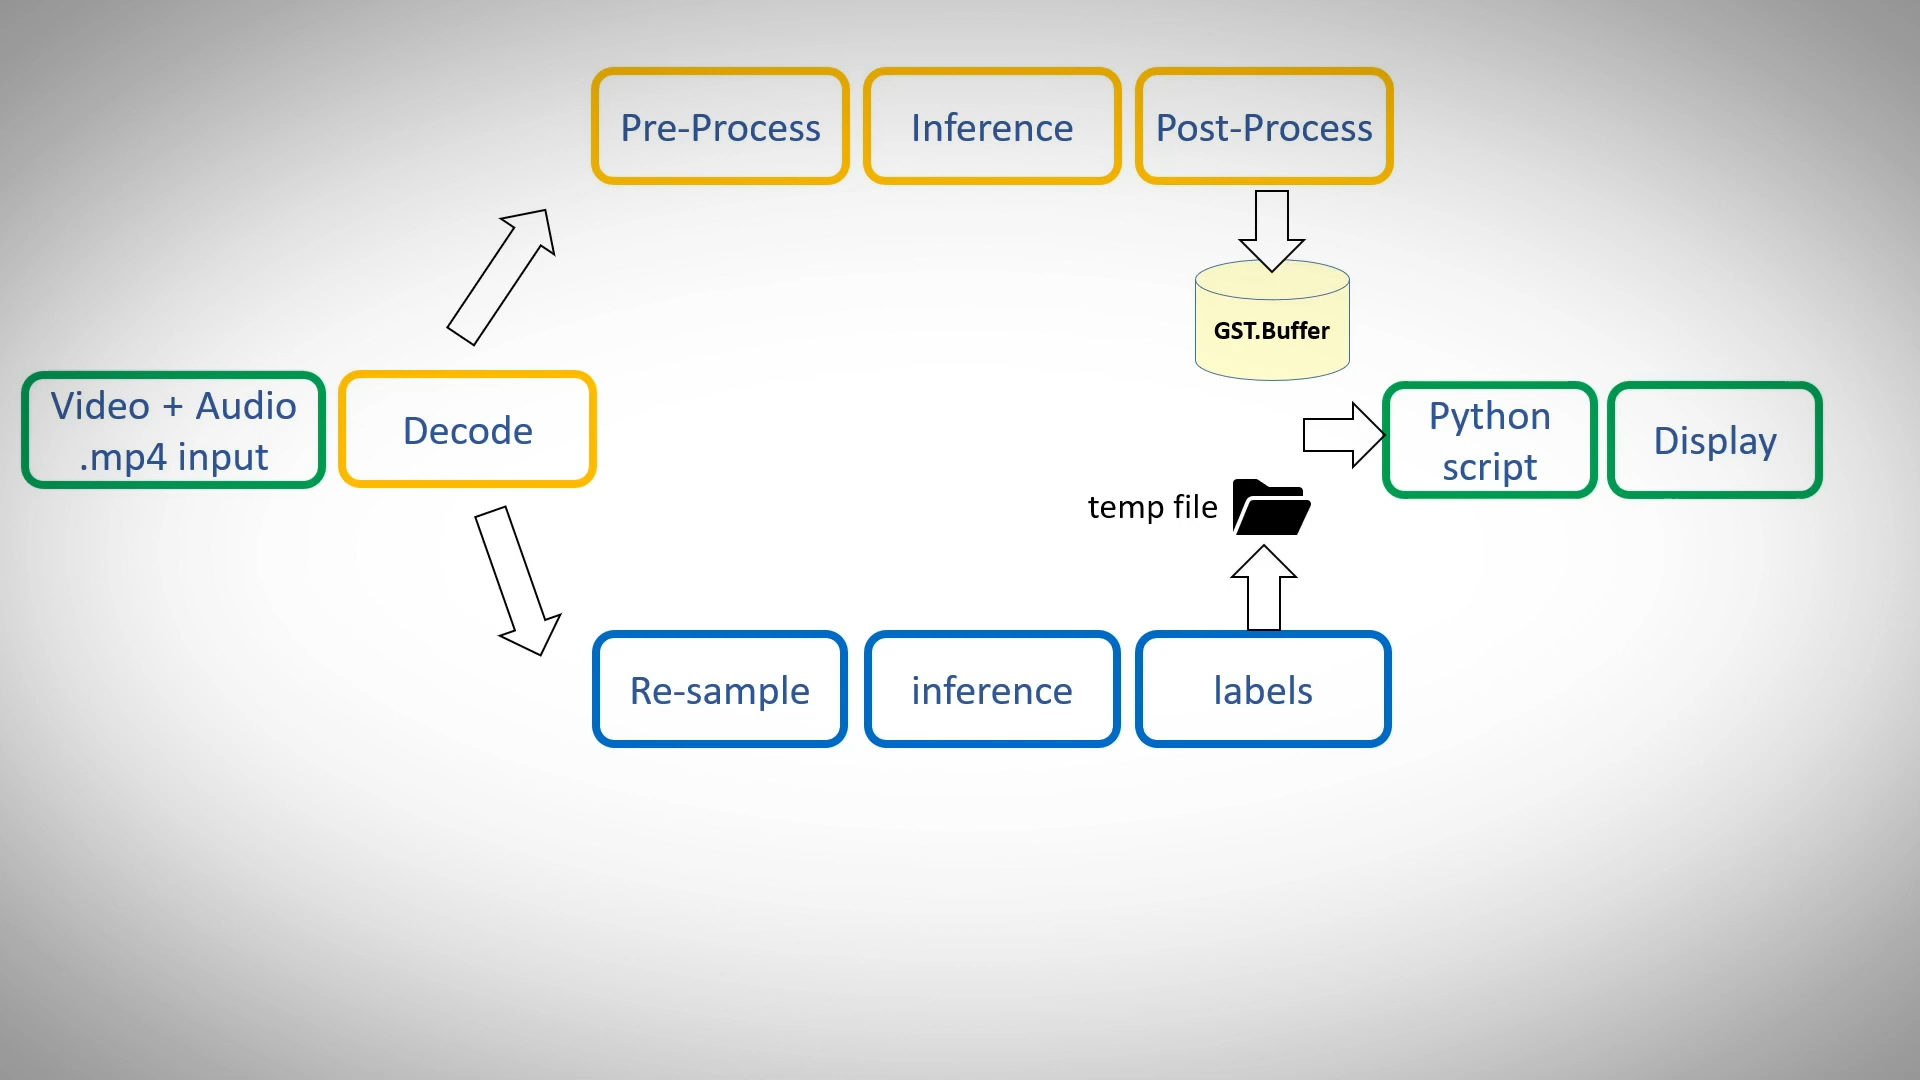 Pre-Process
Inference
Post-Process
GST.Buffer
Video + Audio
.mp4 input
Decode
Python
script
Display
temp file
Re-sample
inference
labels